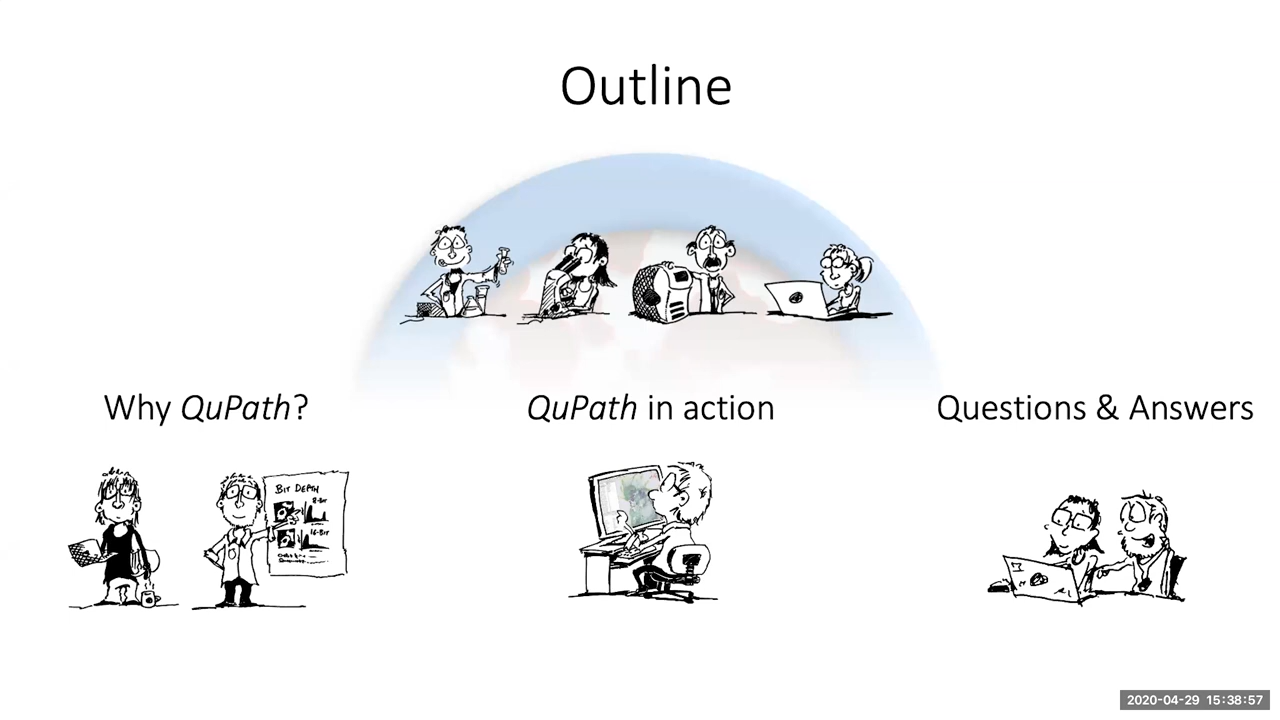 Outline
Why QuPath?
QuPath in action
Questions & Answers
BIT DEPTH
8-BIT
16-BIT
2020-04-29 15:38:57